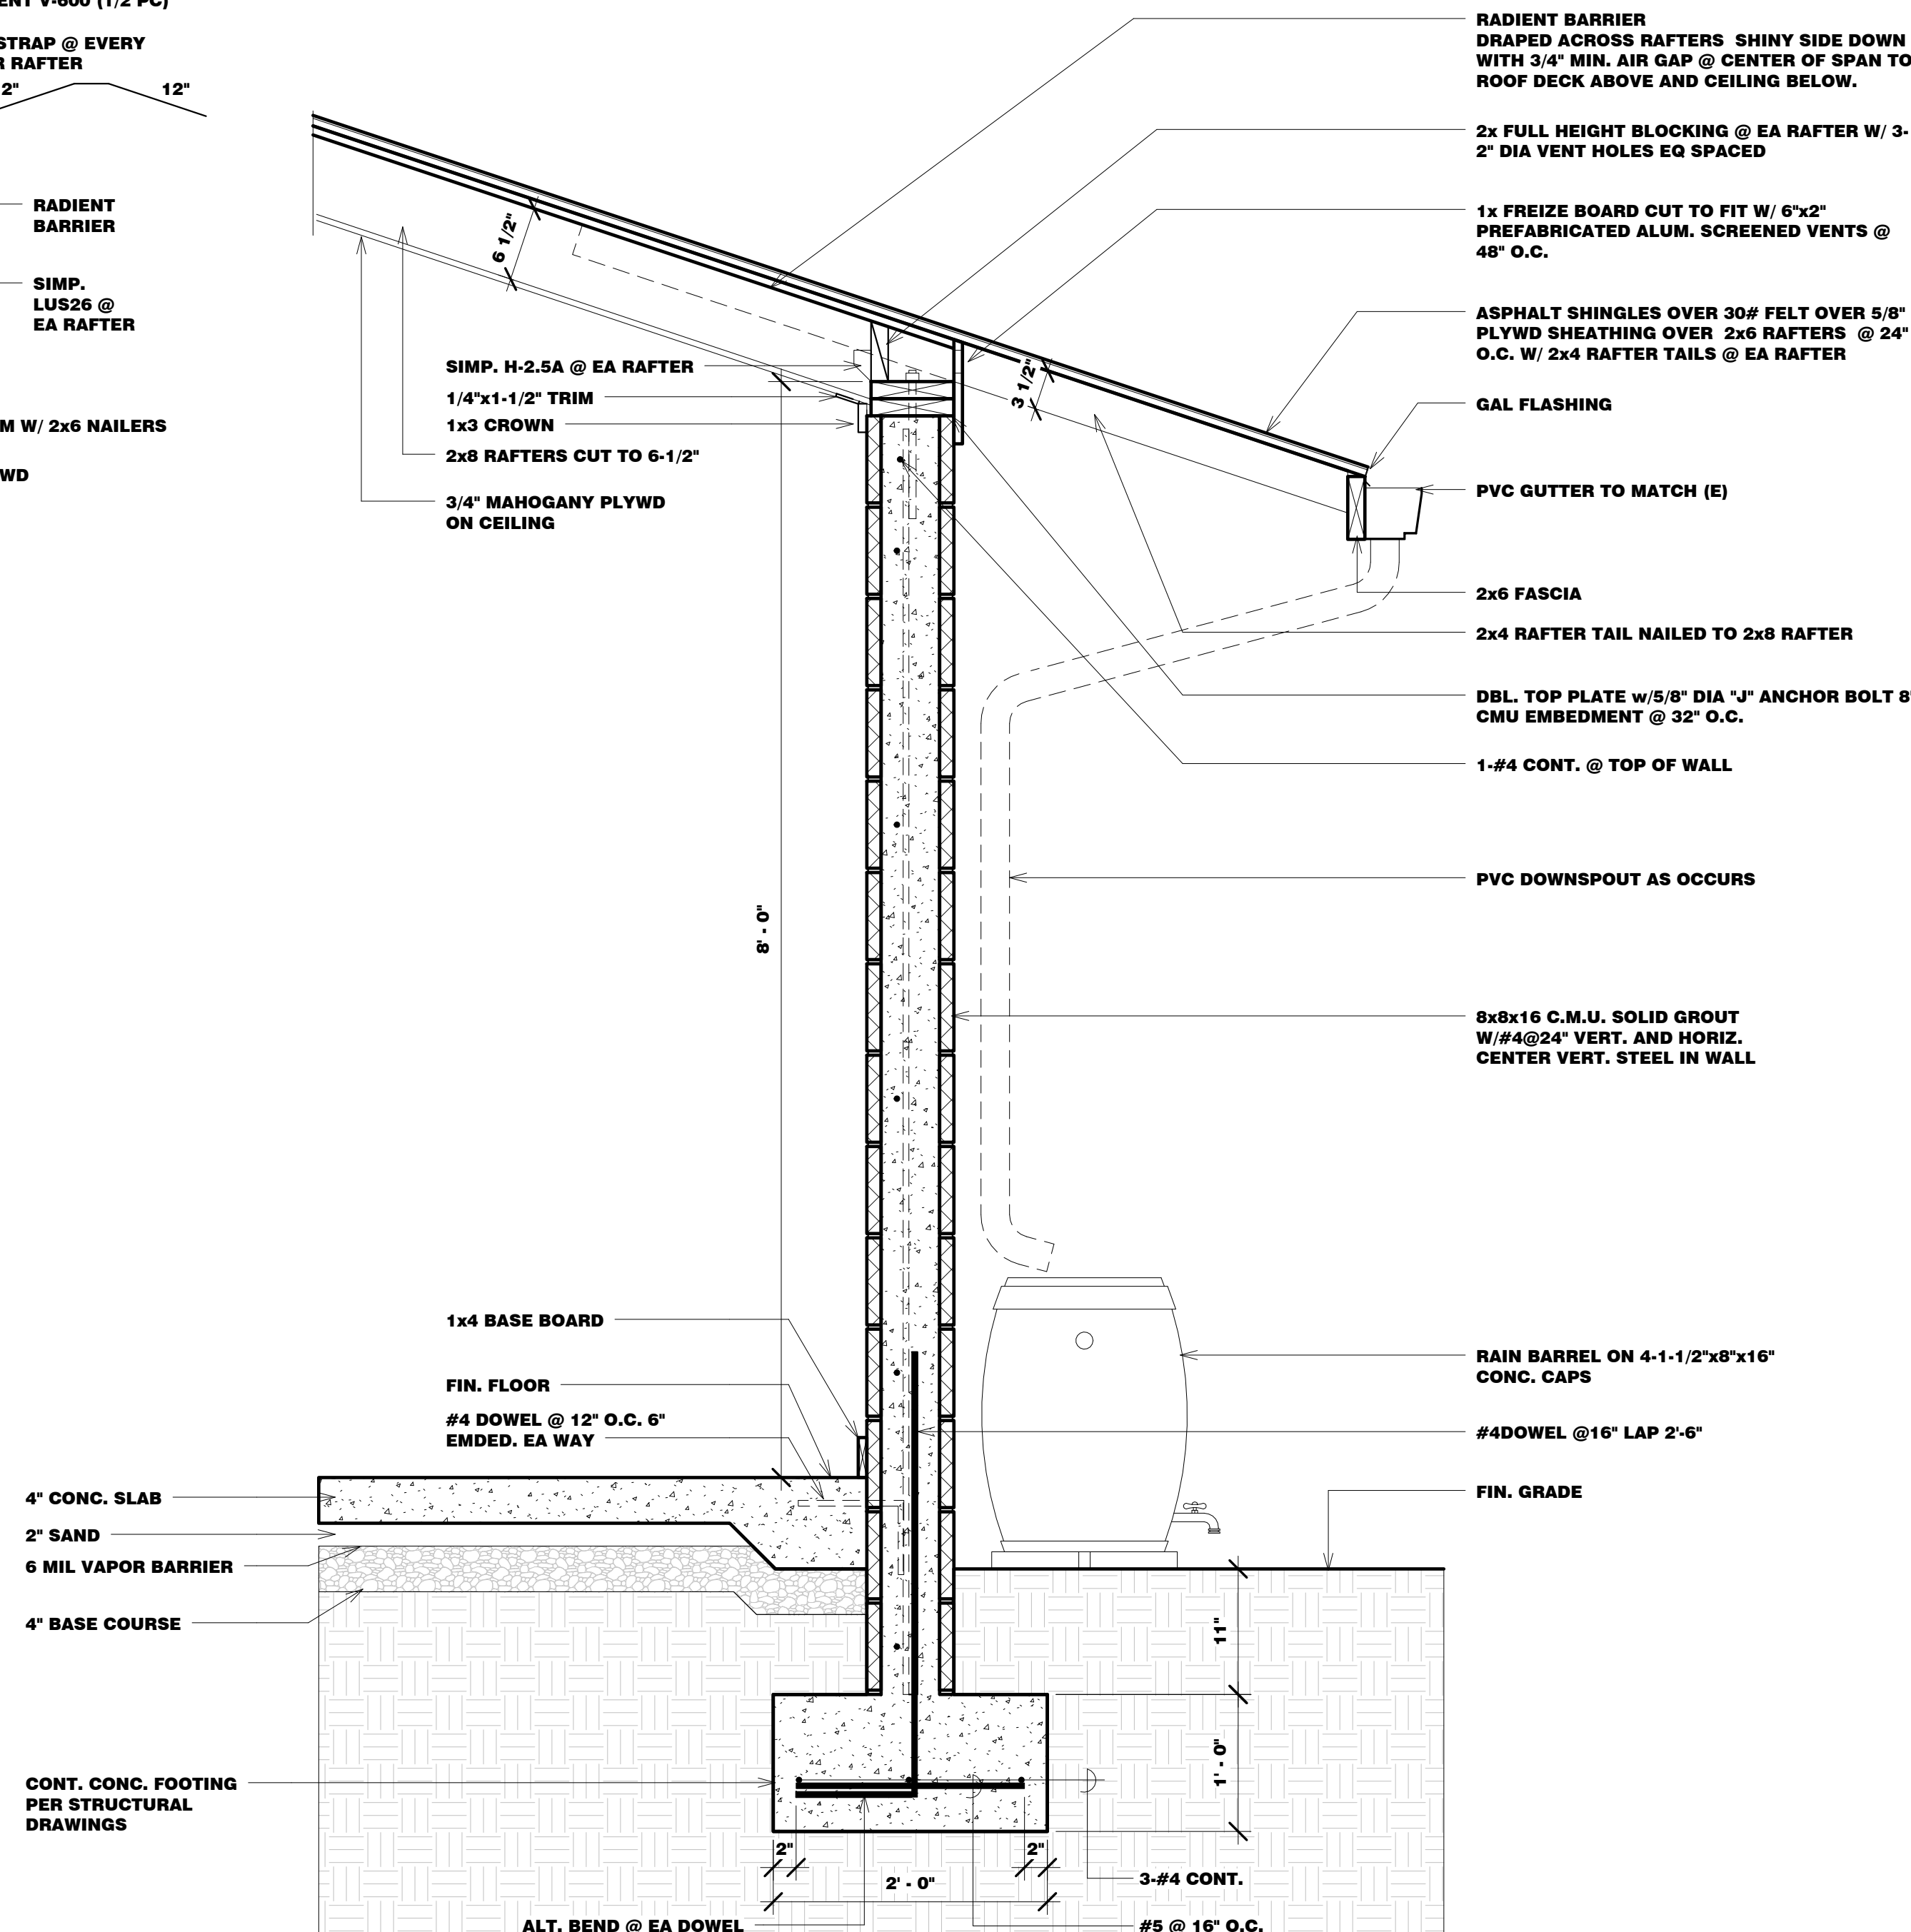 ENT V-600 (1/2 PC)
STRAP @ EVERY
R RAFTER
2"
12"
RADIENT
BARRIER
SIMP.
LUS26 @
EA RAFTER
M W/ 2x6 NAILERS
WD
6 1/2"
SIMP. H-2.5A @ EA RAFTER
1/4"x1-1/2" TRIM
1x3 CROWN
2x8 RAFTERS CUT TO 6-1/2"
3/4" MAHOGANY PLYWD
ON CEILING
3 1/2"
8' - 0"
RADIENT BARRIER
DRAPED ACROSS RAFTERS SHINY SIDE DOWN
WITH 3/4" MIN. AIR GAP @ CENTER OF SPAN TO
ROOF DECK ABOVE AND CEILING BELOW.
2x FULL HEIGHT BLOCKING @ EA RAFTER W/ 3-
2" DIA VENT HOLES EQ SPACED
1x FREIZE BOARD CUT TO FIT W/ 6"x2"
PREFABRICATED ALUM. SCREENED VENTS @
48" O.C.
ASPHALT SHINGLES OVER 30# FELT OVER 5/8"
PLYWD SHEATHING OVER 2x6 RAFTERS @ 24"
O.C. W/ 2x4 RAFTER TAILS @ EA RAFTER
GAL FLASHING
PVC GUTTER TO MATCH (E)
2x6 FASCIA
2x4 RAFTER TAIL NAILED TO 2x8 RAFTER
DBL. TOP PLATE w/5/8" DIA "J" ANCHOR BOLT 8"
CMU EMBEDMENT @ 32" O.C.
1-#4 CONT. @ TOP OF WALL
PVC DOWNSPOUT AS OCCURS
8x8x16 C.M.U. SOLID GROUT
W/#4@24" VERT. AND HORIZ.
CENTER VERT. STEEL IN WALL
RAIN BARREL ON 4-1-1/2"x8"x16"
CONC. CAPS
#4DOWEL @16" LAP 2'-6"
FIN. GRADE
1x4 BASE BOARD
FIN. FLOOR
#4 DOWEL @ 12" O.C. 6"
EMDED. EA WAY
4" CONC. SLAB
2" SAND
6 MIL VAPOR BARRIER
4" BASE COURSE
CONT. CONC. FOOTING
PER STRUCTURAL
DRAWINGS
11"
1' - 0"
2"
2"
2' - 0"
3-#4 CONT.
ALT. BEND @ EA DOWEL
#5 @ 16" O.C.